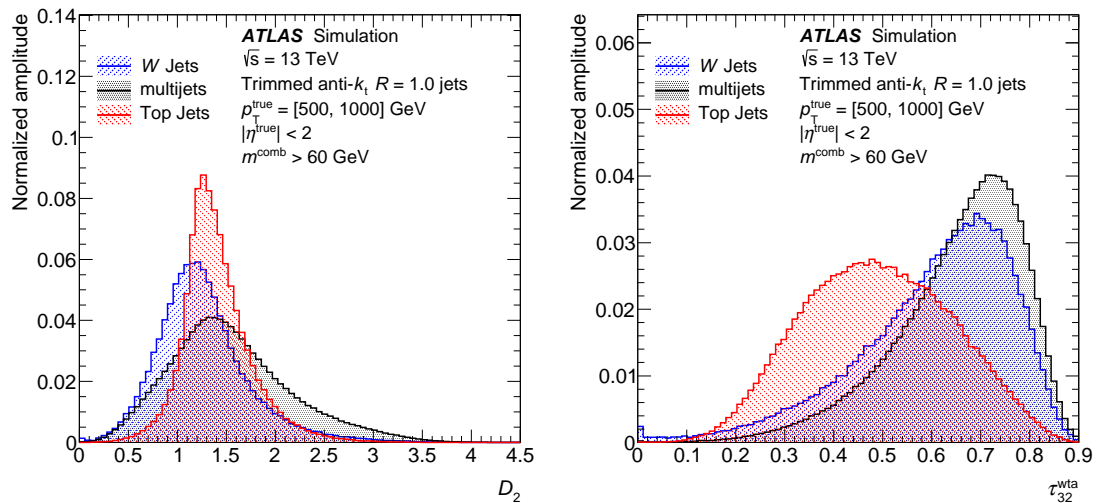 ATLAS Simulation
√s = 13 TeV
Trimmed anti-kt R = 1.0 jets
pT^true = [500, 1000] GeV
|η^true| < 2
m^comb > 60 GeV
W Jets
multijets
Top Jets
Normalized amplitude
0.14
0.12
0.1
0.08
0.06
0.04
0.02
0
0 0.5 1 1.5 2 2.5 3 3.5 4 4.5
D2
ATLAS Simulation
√s = 13 TeV
Trimmed anti-kt R = 1.0 jets
pT^true = [500, 1000] GeV
|η^true| < 2
m^comb > 60 GeV
W Jets
multijets
Top Jets
Normalized amplitude
0.06
0.05
0.04
0.03
0.02
0.01
0
0 0.1 0.2 0.3 0.4 0.5 0.6 0.7 0.8 0.9
τ32^wta